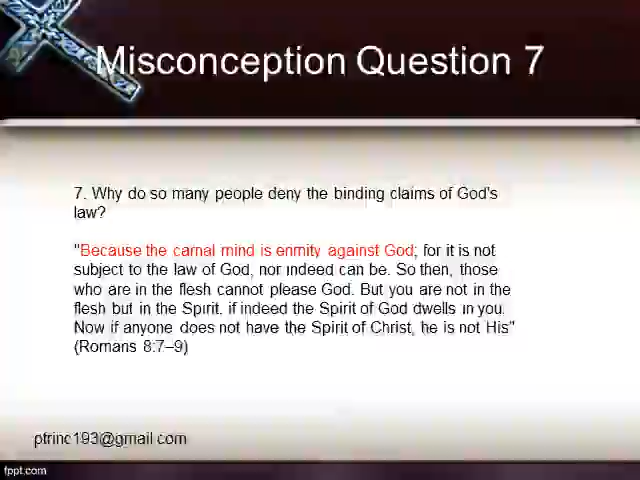 Misconception Question 7
7. Why do so many people deny the binding claims of God's
law?
"Because the carnal mind is enmity against God; for it is not
subject to the law of God, nor indeed can be. So then, those
who are in the flesh cannot please God. But you are not in the
flesh but in the Spirit, if indeed the Spirit of God dwells in you.
Now if anyone does not have the Spirit of Christ, he is not His"
(Romans 8:7–9)
ptrinc193@gmail.com
fppt.com